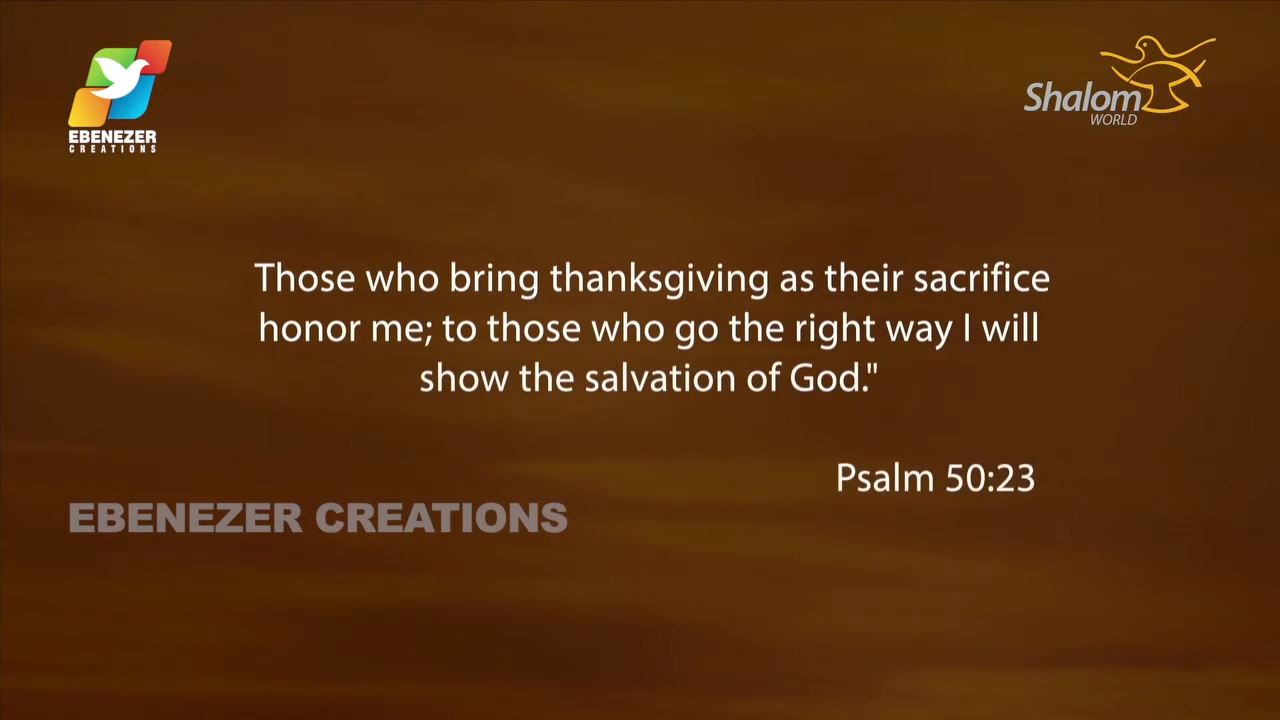 EBENEZER
CREATIONS
Shalom
WORLD
Those who bring thanksgiving as their sacrifice
honor me; to those who go the right way I will
show the salvation of God."
Psalm 50:23
EBENEZER CREATIONS